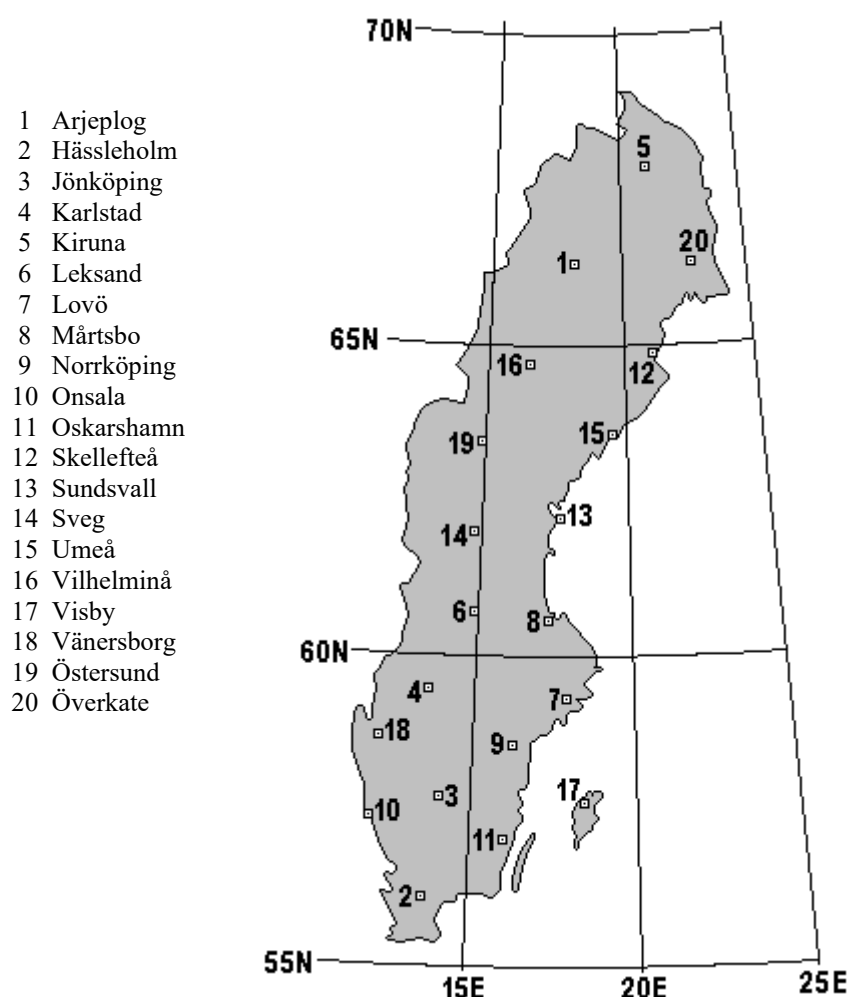 1 Arjeplog
2 Hässleholm
3 Jönköping
4 Karlstad
5 Kiruna
6 Leksand
7 Lovö
8 Mårtsbo
9 Norrköping
10 Onsala
11 Oskarshamn
12 Skellefteå
13 Sundsvall
14 Sveg
15 Umeå
16 Vilhelminå
17 Visby
18 Vänersborg
19 Östersund
20 Överkate
70N
5
20
1
65N
16
12
19
15
13
14
6
8
60N
4
7
18
9
17
3
10
11
2
55N
15E 20E 25E